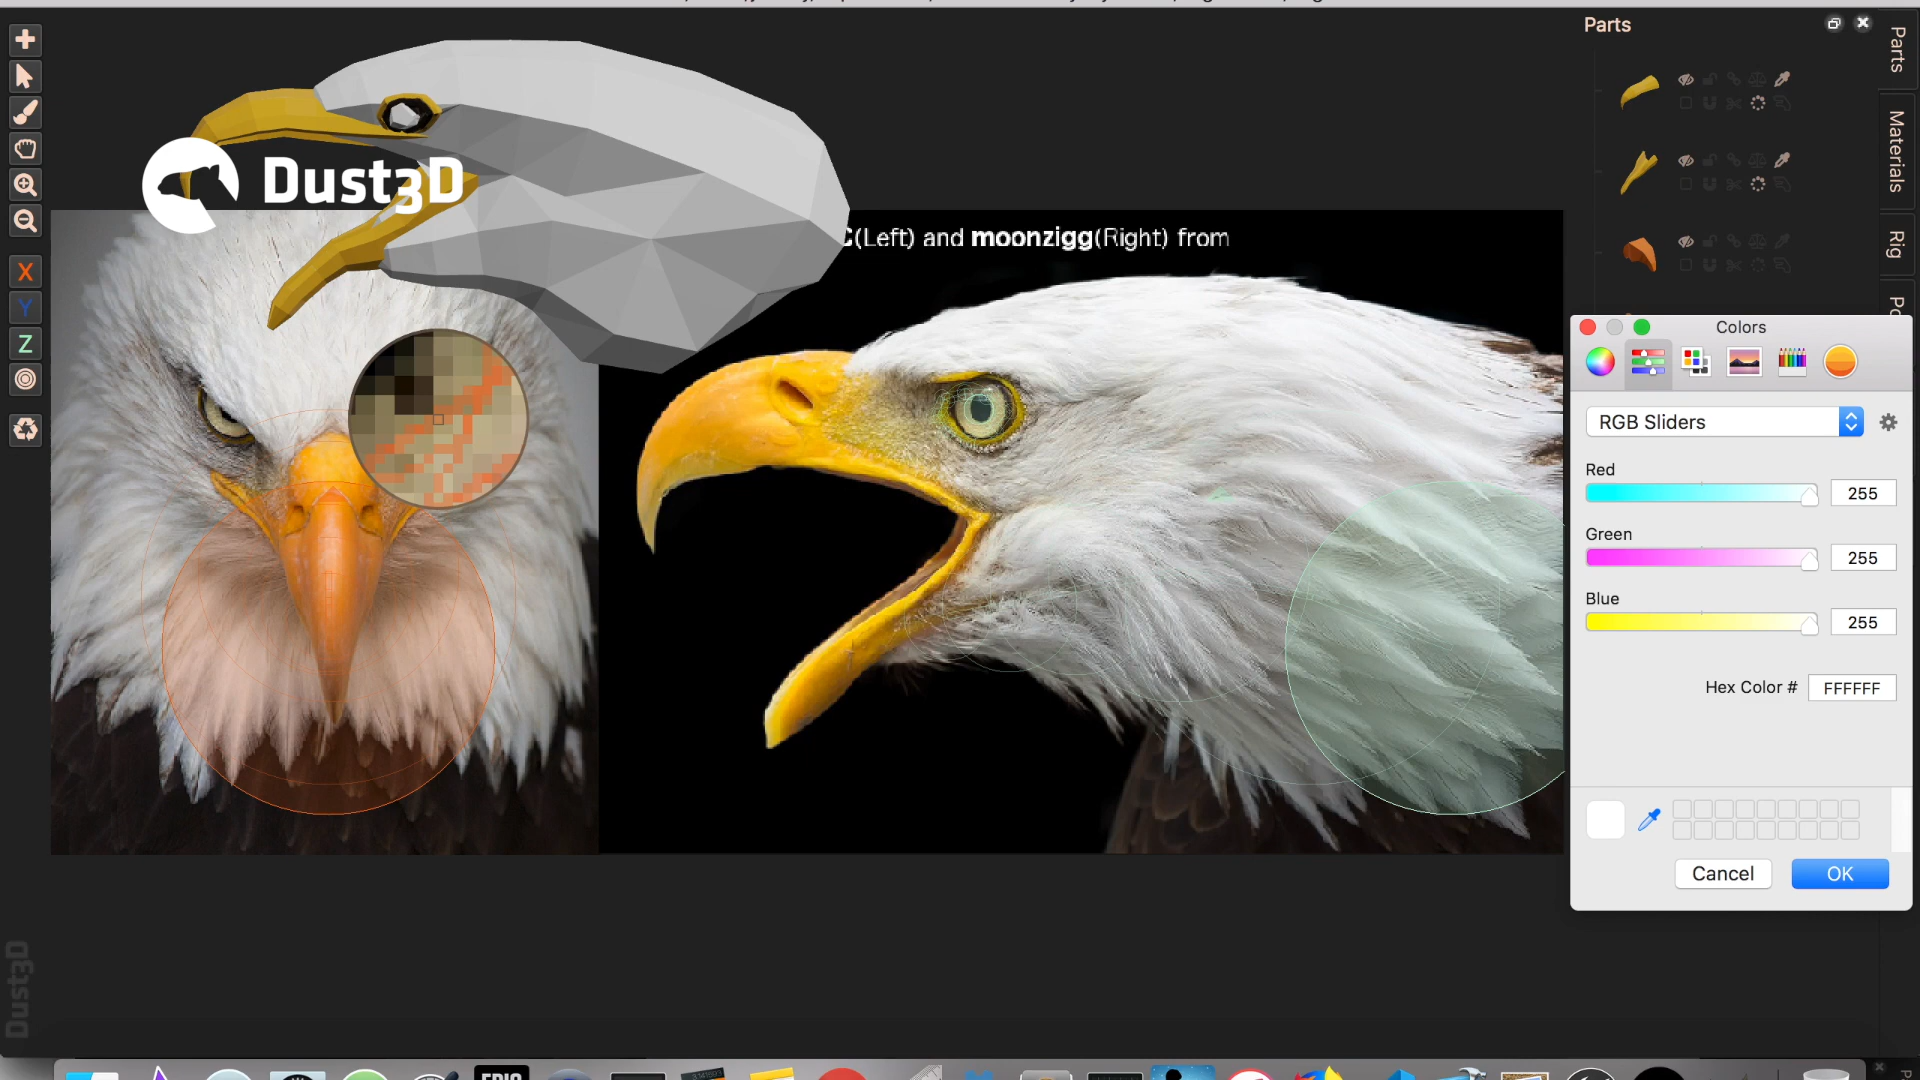 Parts
Parts
Materials
Rig
X
Y
Z
Dust3D
(Left) and moonzigg(Right) from
Colors
RGB Sliders
Red
255
Green
255
Blue
255
Hex Color # FFFFFF
Cancel
OK
Dust3D
EPIC